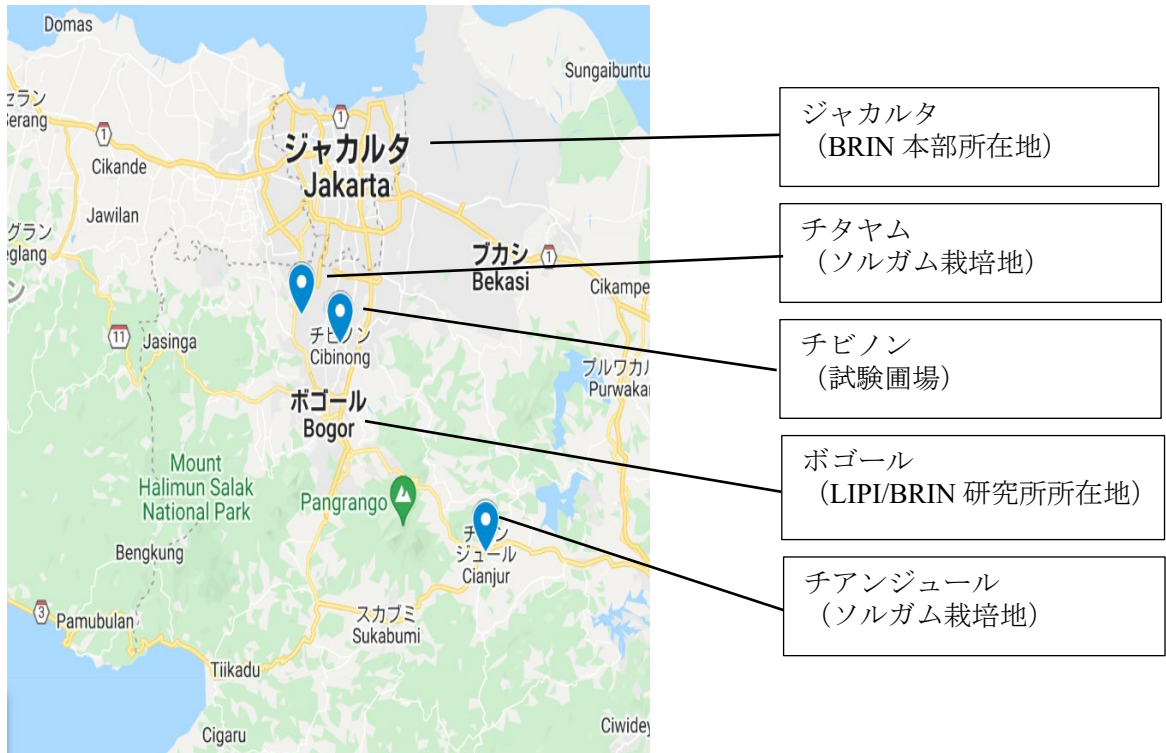 Domas
Sungaibuntu
セラン
Serang
1
1
Cikande
ジャカルタ
Jakarta
Jawilan
グラン
eglang
ブカシ
Bekasi
1
Cikampe
11
Jasinga
チビノン
Cibinong
プルワカル
Purwakar
ボゴール
Bogor
Mount
Halimun Salak
National Park
Pangrango
Bengkung
ジュール
Cianjur
3
Pamubulan
スカブミ
Sukabumi
Tiikadu
Cigaru
Ciwidey
ジャカルタ
（BRIN 本部所在地）
チタヤム
（ソルガム栽培地）
チビノン
（試験圃場）
ボゴール
（LIPI/BRIN 研究所所在地）
チアンジュール
（ソルガム栽培地）